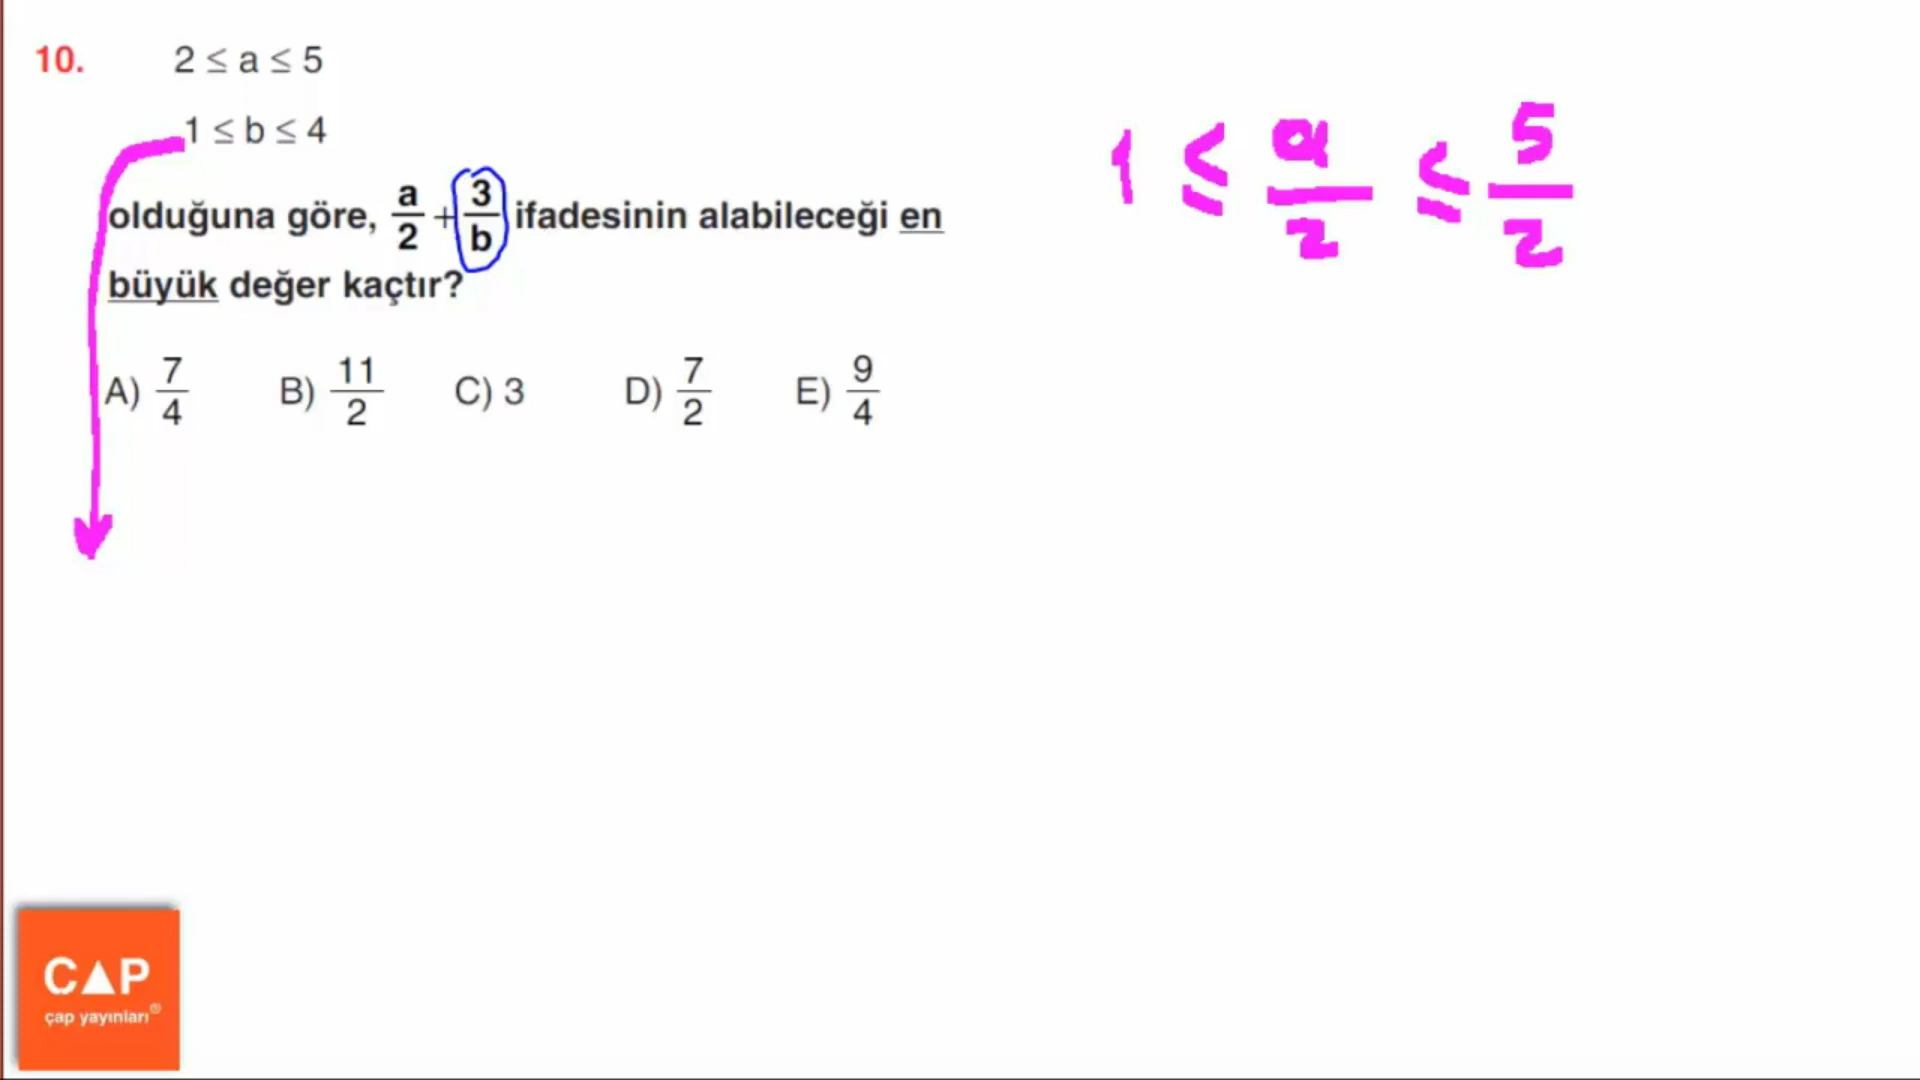 10. 2 ≤ a ≤ 5
1 ≤ b ≤ 4
olduğuna göre, a/2 + 3/b ifadesinin alabileceği en
büyük değer kaçtır?
A) 7/4 B) 11/2 C) 3 D) 7/2 E) 9/4
1 ≤ a/2 ≤ 5/2
CAP
çap yayınları®